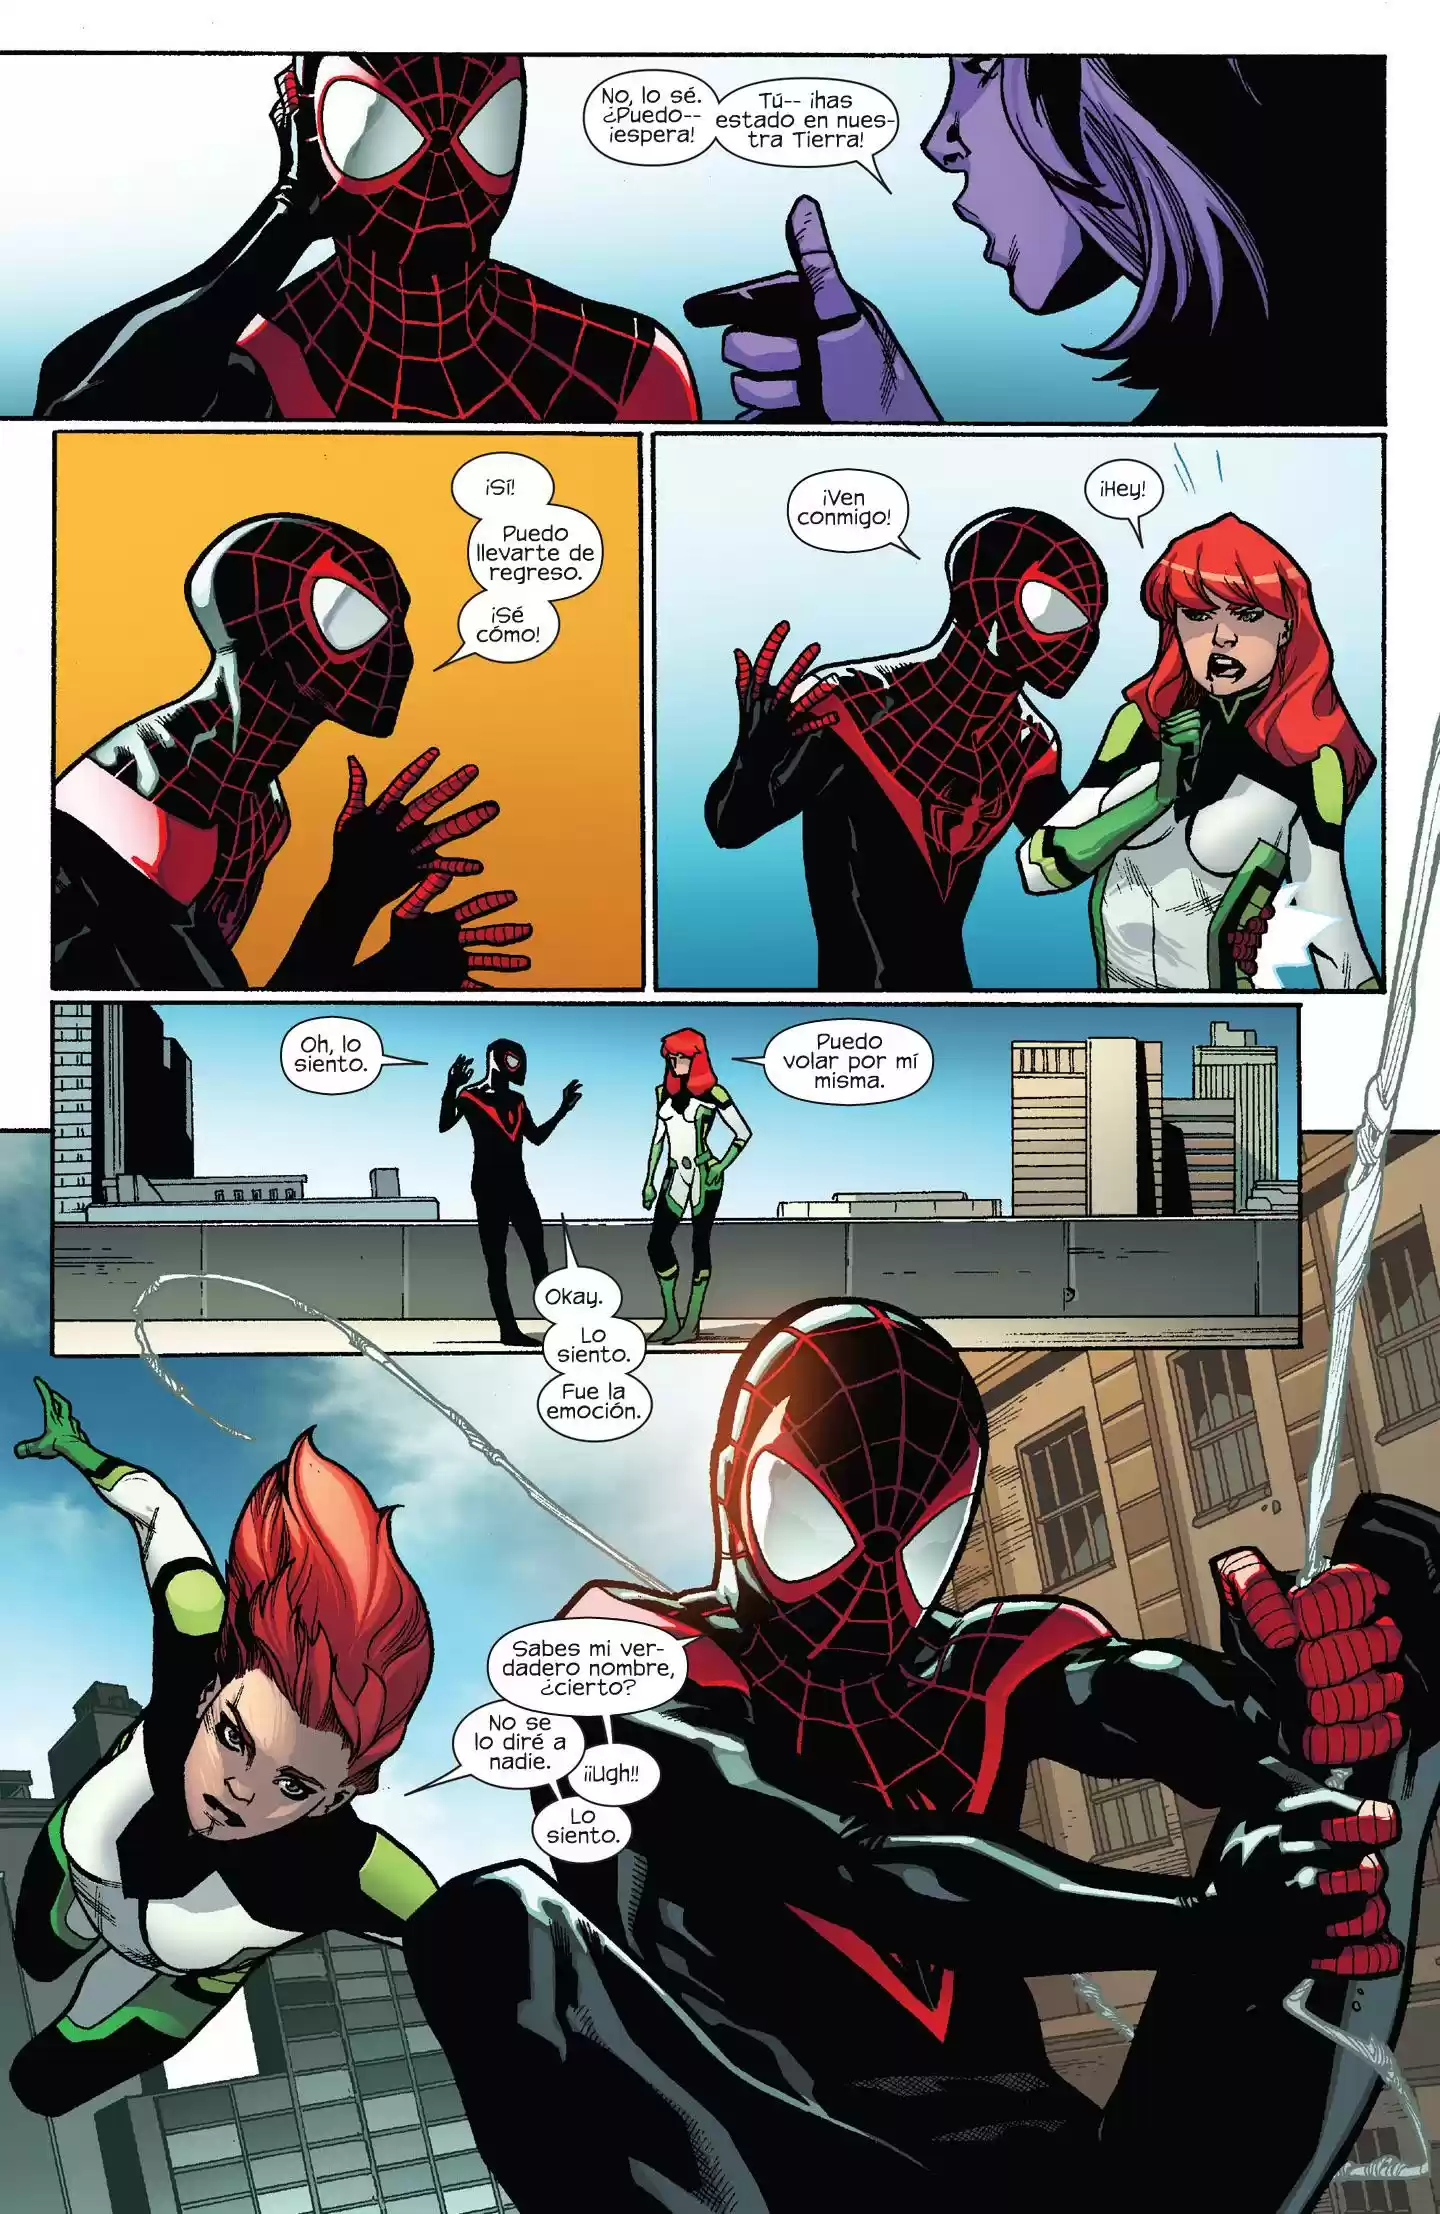 No, lo sé.
¿Puedo--
¡espera!
Tú-- ¡has
estado en nues-
tra Tierra!
¡Sí!
Puedo
llevarte de
regreso.
¡Sé
cómo!
¡Ven
conmigo!
¡Hey!
Oh, lo
siento.
Puedo
volar por mí
misma.
Okay.
Lo
siento.
Fue la
emoción.
Sabes mi ver-
dadero nombre,
¿cierto?
No se
lo diré a
nadie.
¡¡Ugh!!
Lo
siento.